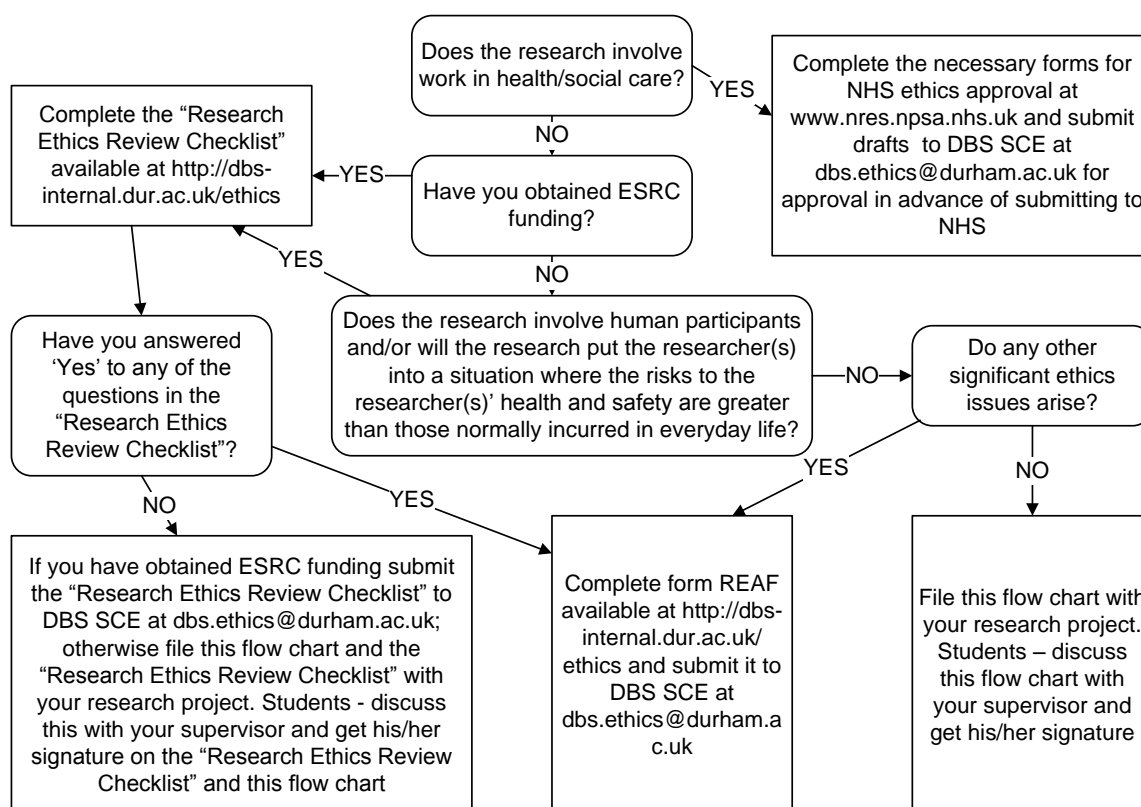 Does the research involve
work in health/social care?
YES
Complete the necessary forms for
NHS ethics approval at
www.nres.npsa.nhs.uk and submit
drafts to DBS SCE at
dbs.ethics@durham.ac.uk for
approval in advance of submitting to
NHS
NO
Complete the “Research
Ethics Review Checklist”
available at http://dbs-
internal.dur.ac.uk/ethics
YES
Have you obtained ESRC
funding?
YES
NO
Have you answered
‘Yes’ to any of the
questions in the
“Research Ethics
Review Checklist”?
Does the research involve human participants
and/or will the research put the researcher(s)
into a situation where the risks to the
researcher(s)’ health and safety are greater
than those normally incurred in everyday life?
NO
Do any other
significant ethics
issues arise?
NO
YES
YES
NO
If you have obtained ESRC funding submit
the “Research Ethics Review Checklist” to
DBS SCE at dbs.ethics@durham.ac.uk;
otherwise file this flow chart and the
“Research Ethics Review Checklist” with
your research project. Students - discuss
this with your supervisor and get his/her
signature on the “Research Ethics Review
Checklist” and this flow chart
Complete form REAF
available at http://dbs-
internal.dur.ac.uk/
ethics and submit it to
DBS SCE at
dbs.ethics@durham.a
c.uk
File this flow chart with
your research project.
Students – discuss
this flow chart with
your supervisor and
get his/her signature